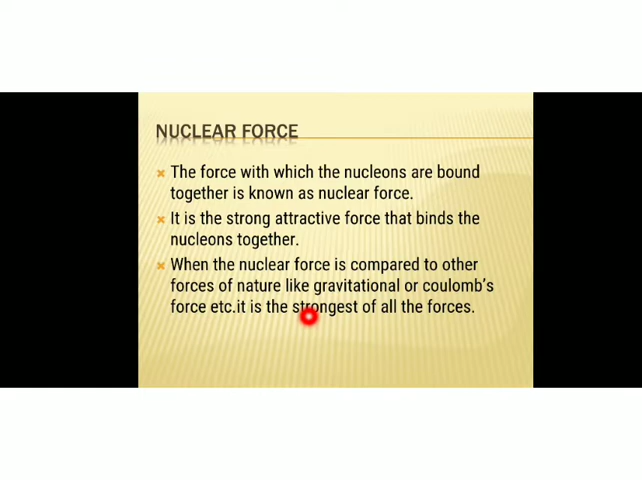 NUCLEAR FORCE
The force with which the nucleons are bound
together is known as nuclear force.
It is the strong attractive force that binds the
nucleons together.
When the nuclear force is compared to other
forces of nature like gravitational or coulomb's
force etc.it is the strongest of all the forces.